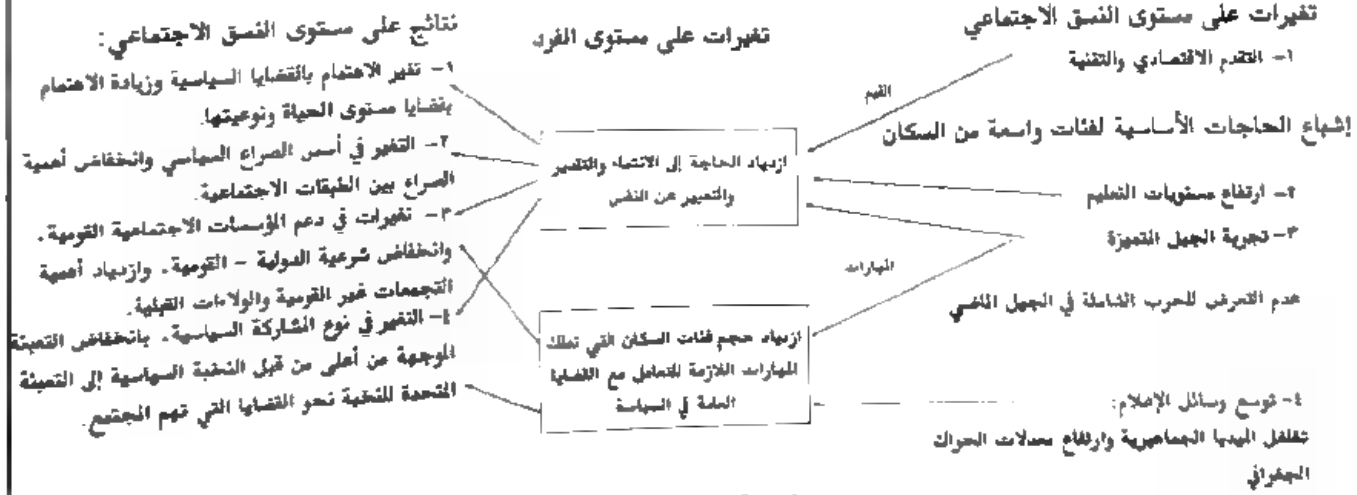 تغيرات على مستوى النسق الاجتماعي
١- التقدم الاقتصادي والتقنية
إشباع الحاجات الأساسية لفئات واسعة من السكان
٢- ارتفاع مستويات التعليم
٣- تجربة الجيل المتميزة
عدم التعرض للحرب الشاملة في الجيل الماضي
٤- توسع وسائل الإعلام:
تغلغل الميديا الجماهيرية وارتفاع معدلات الحراك
الجغرافي
القيم
المهارات
تغيرات على مستوى الفرد
ازدياد الحاجة إلى الانتماء والتقدير
والتعبير عن النفس
ازدياد حجم فئات السكان التي تملك
المهارات اللازمة للتعامل مع القضايا
العامة في السياسة
نتائج على مستوى النسق الاجتماعي:
١- تغير الاهتمام بالقضايا السياسية وزيادة الاهتمام
بقضايا مستوى الحياة ونوعيتها.
٢- التغير في أسس الصراع السياسي وانخفاض أهمية
الصراع بين الطبقات الاجتماعية.
٣- تغيرات في دعم المؤسسات الاجتماعية القومية.
وانخفاض شرعية الدولية - القومية. وازدياد أهمية
التجمعات غير القومية والولاءات القبلية.
٤- التغير في نوع المشاركة السياسية. بانخفاض التعبئة
الموجهة من أعلى من قبل النخبة السياسية إلى التعبئة
المتحدة للنخبة نحو القضايا التي تهم المجتمع.